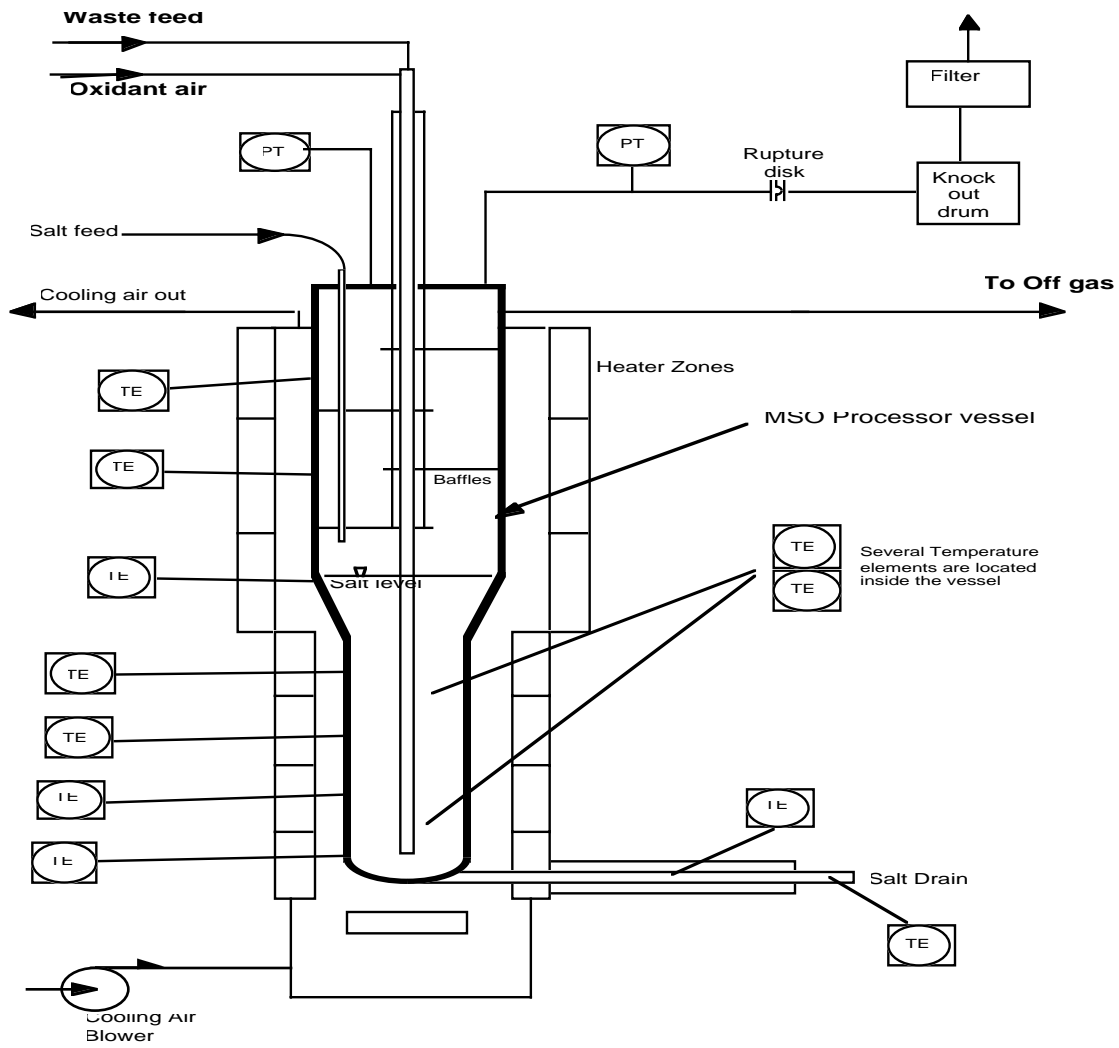 Waste feed
Oxidant air
Filter
PT
PT
Rupture
disk
Knock
out
drum
Salt feed
To Off gas
Cooling air out
Heater Zones
TE
MSO Processor vessel
TE
Baffles
TE
Several Temperature
elements are located
inside the vessel
TE
TE
Salt level
TE
TE
TE
TE
TE
Salt Drain
TE
Cooling Air
Blower